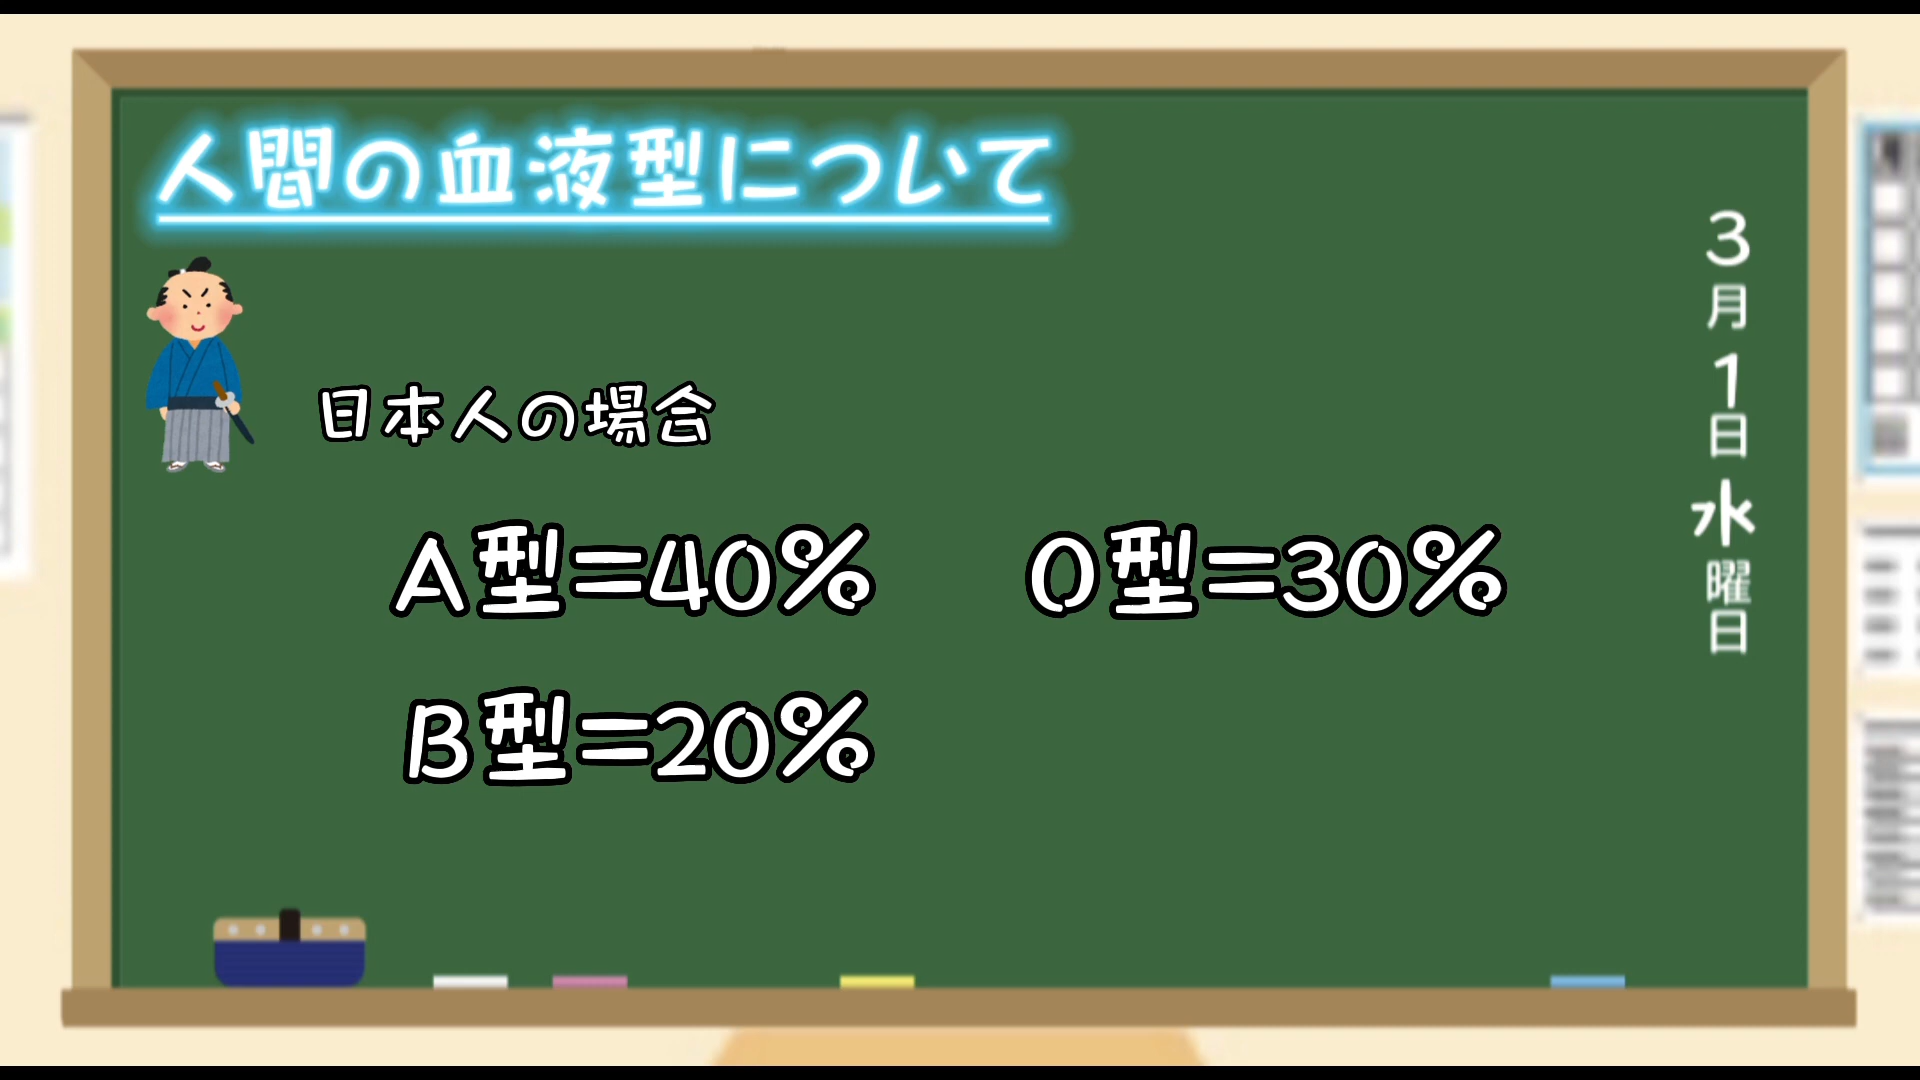 人間の血液型について
日本人の場合
A型=40%
O型=30%
B型=20%
3月1日水曜日